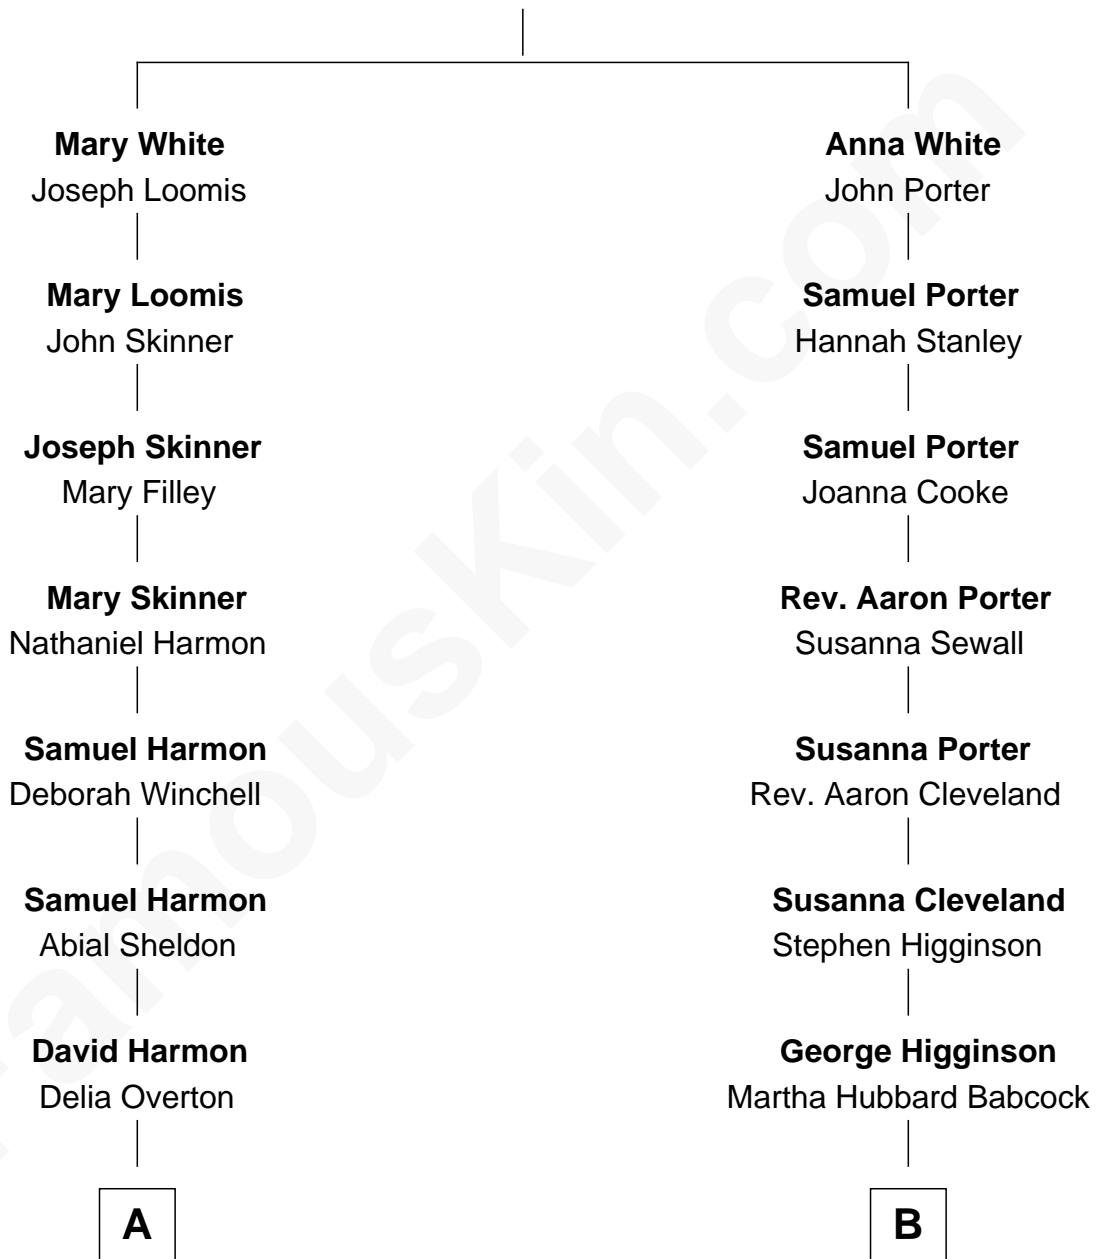 Mary White
Joseph Loomis
Mary Loomis
John Skinner
Joseph Skinner
Mary Filley
Mary Skinner
Nathaniel Harmon
Samuel Harmon
Deborah Winchell
Samuel Harmon
Abial Sheldon
David Harmon
Delia Overton
A
Anna White
John Porter
Samuel Porter
Hannah Stanley
Samuel Porter
Joanna Cooke
Rev. Aaron Porter
Susanna Sewall
Susanna Porter
Rev. Aaron Cleveland
Susanna Cleveland
Stephen Higginson
George Higginson
Martha Hubbard Babcock
B
FamousKin.com